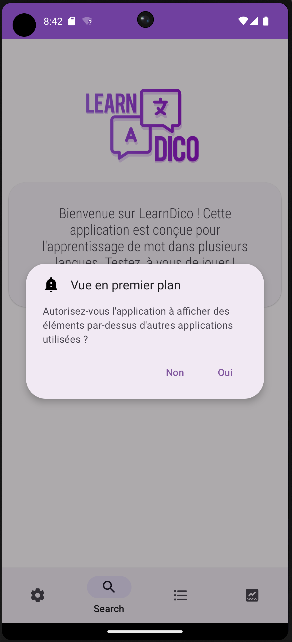 8:42
LEARN
文
A
DICO
Bienvenue sur LearnDico ! Cette
application est conçue pour
l'apprentissage de mot dans plusieurs
langues. Testez, à vous de jouer !
Vue en premier plan
Autorisez-vous l'application à afficher des
éléments par-dessus d'autres applications
utilisées ?
Non Oui
Search